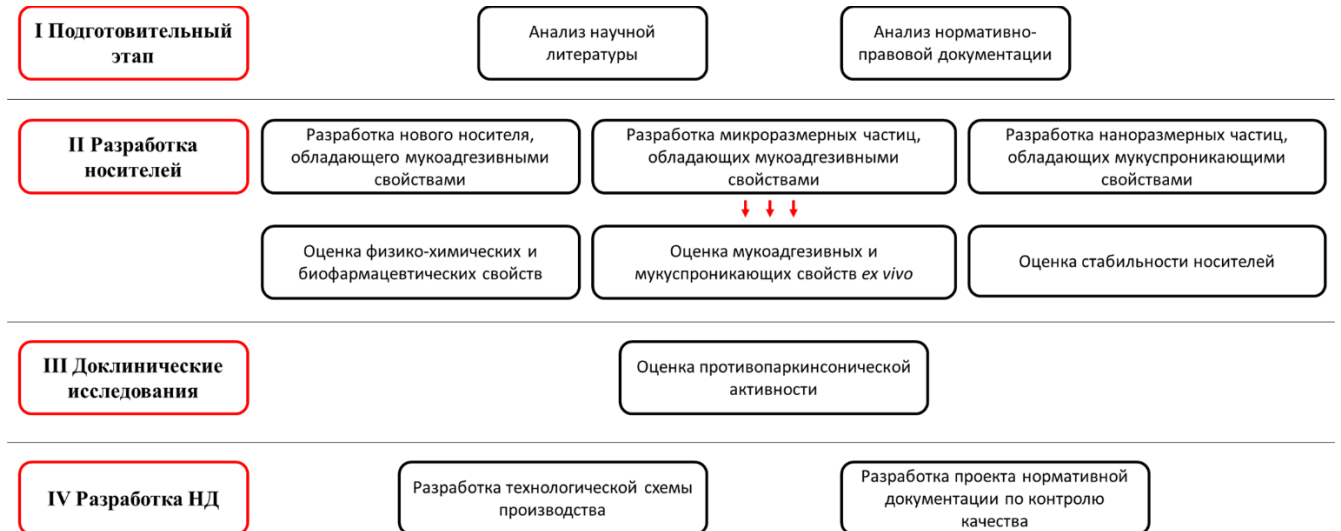 I Подготовительный
этап
Анализ научной
литературы
Анализ нормативно-
правовой документации
II Разработка
носителей
Разработка нового носителя,
обладающего мукоадгезивными
свойствами
Разработка микроразмерных частиц,
обладающих мукоадгезивными
свойствами
Разработка наноразмерных частиц,
обладающих мукуспроникающими
свойствами
Оценка физико-химических и
биофармацевтических свойств
Оценка мукоадгезивных и
мукуспроникающих свойств ex vivo
Оценка стабильности носителей
III Доклинические
исследования
Оценка противопаркинсонической
активности
IV Разработка НД
Разработка технологической схемы
производства
Разработка проекта нормативной
документации по контролю
качества